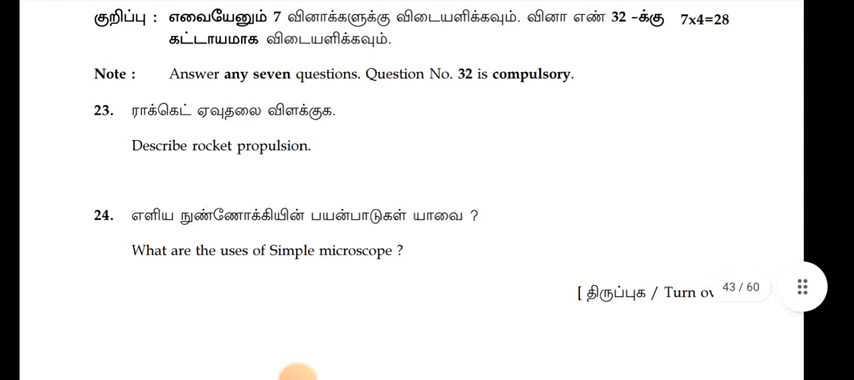 குறிப்பு : எவையேனும் 7 வினாக்களுக்கு விடையளிக்கவும். வினா எண் 32 -க்கு 7x4=28
கட்டாயமாக விடையளிக்கவும்.
Note : Answer any seven questions. Question No. 32 is compulsory.
23. ராக்கெட் ஏவுதலை விளக்குக.
Describe rocket propulsion.
24. எளிய நுண்ணோக்கியின் பயன்பாடுகள் யாவை ?
What are the uses of Simple microscope ?
[ திருப்புக / Turn 43 / 60